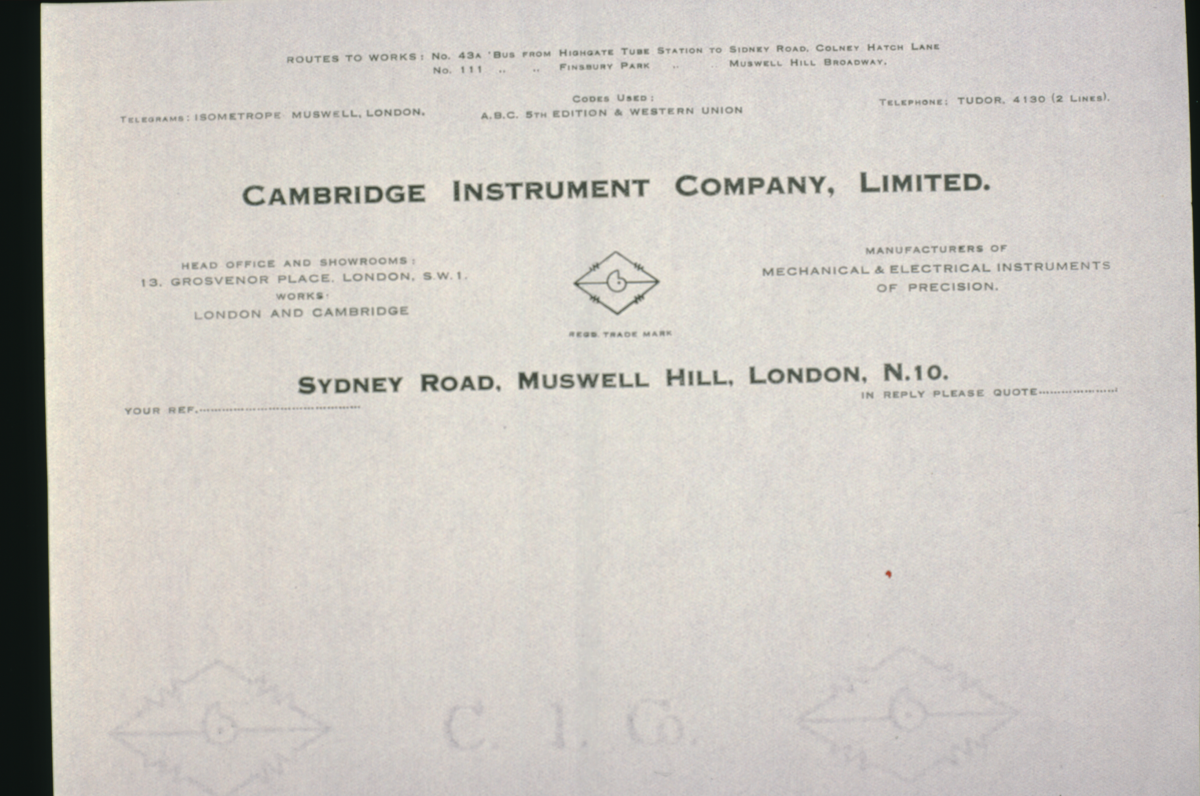 ROUTES TO WORKS: No. 43A 'BUS FROM HIGHGATE TUBE STATION TO SIDNEY ROAD, COLNEY HATCH LANE
No. 111 ,, ,, FINSBURY PARK ,, MUSWELL HILL BROADWAY.
TELEGRAMS: ISOMETROPE MUSWELL, LONDON.
CODES USED:
A.B.C. 5TH EDITION & WESTERN UNION
TELEPHONE: TUDOR, 4130 (2 LINES).
CAMBRIDGE INSTRUMENT COMPANY, LIMITED.
HEAD OFFICE AND SHOWROOMS:
13, GROSVENOR PLACE, LONDON, S.W.1.
WORKS:
LONDON AND CAMBRIDGE
REGD. TRADE MARK
MANUFACTURERS OF
MECHANICAL & ELECTRICAL INSTRUMENTS
OF PRECISION.
SYDNEY ROAD, MUSWELL HILL, LONDON, N.10.
YOUR REF.
IN REPLY PLEASE QUOTE
C. I. Co.